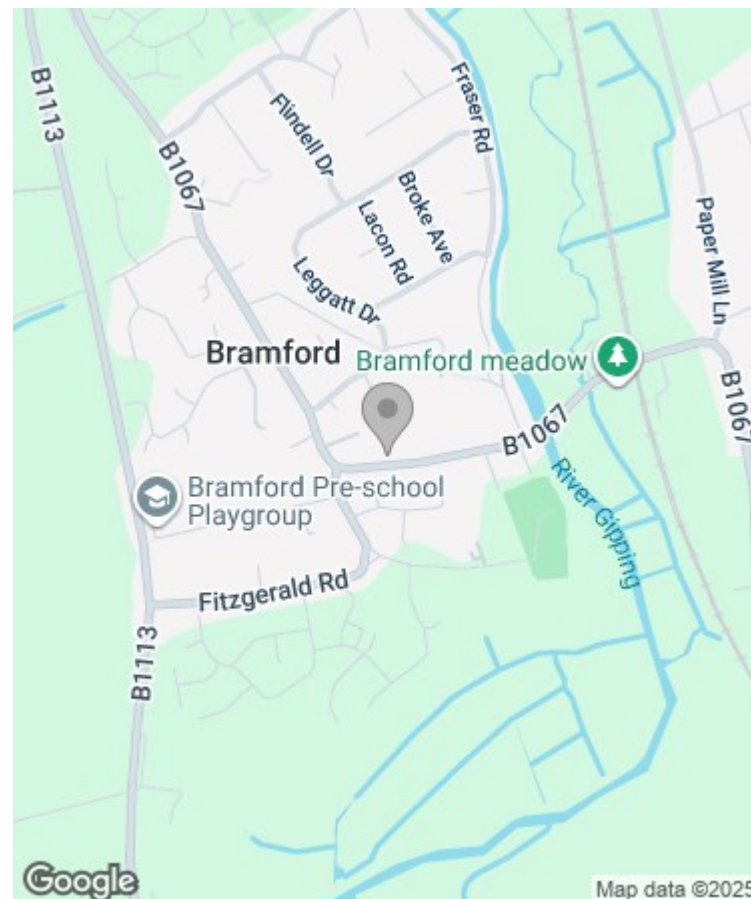 B1113
Flindell Dr
Fraser Rd
B1067
Broke Ave
Lacon Rd
Paper Mill Ln
Leggatt Dr
Bramford
Bramford meadow
B1067
B1067
Bramford Pre-school
Playgroup
River Gipping
Fitzgerald Rd
B1113
Google
Map data ©2025